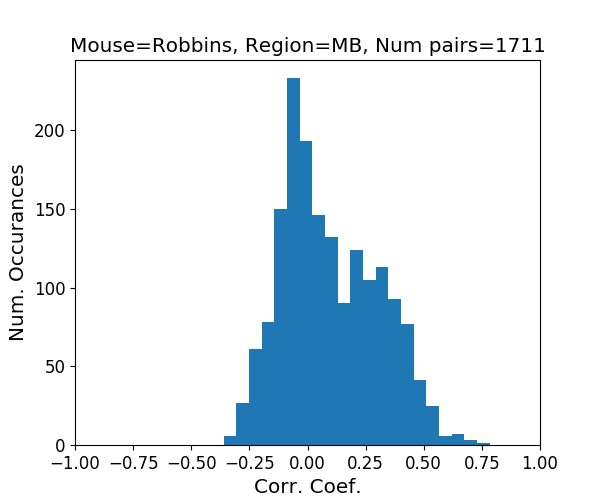 Mouse=Robbins, Region=MB, Num pairs=1711
Num. Occurances
200
150
100
50
0
−1.00 −0.75 −0.50 −0.25 0.00 0.25 0.50 0.75 1.00
Corr. Coef.